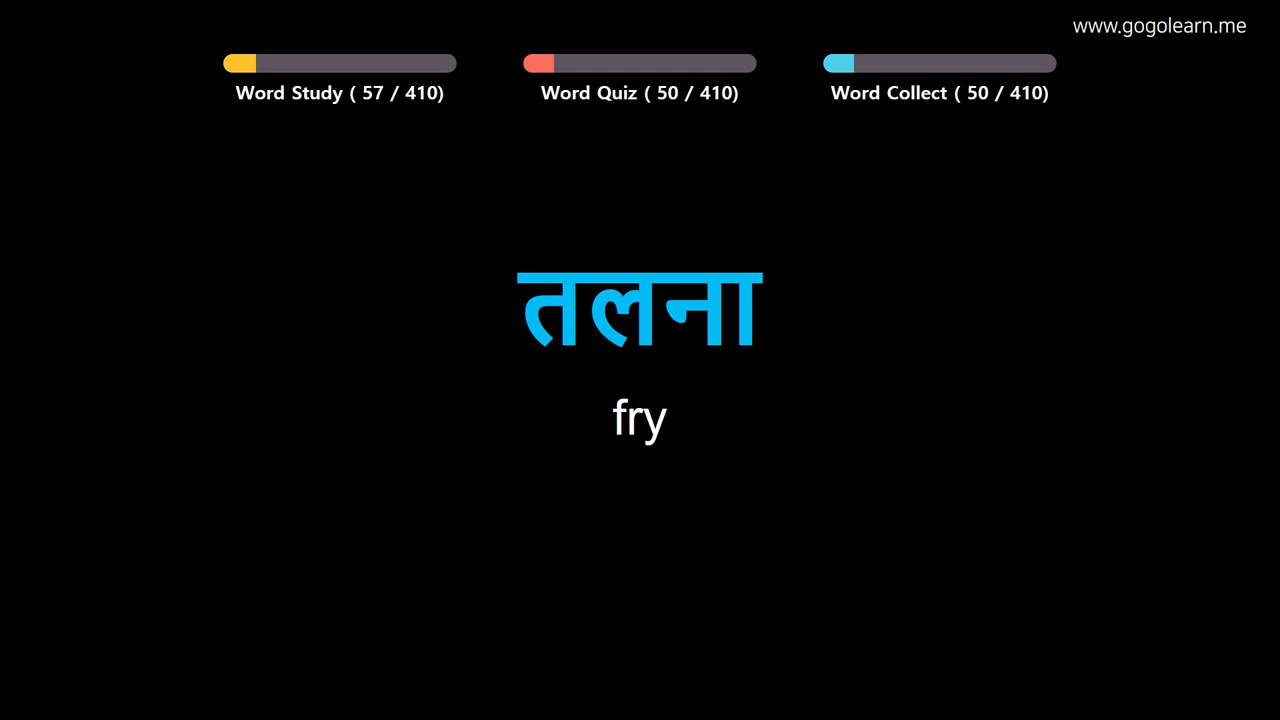 www.gogolearn.me
Word Study ( 57 / 410)
Word Quiz ( 50 / 410)
Word Collect ( 50 / 410)
तलना
fry